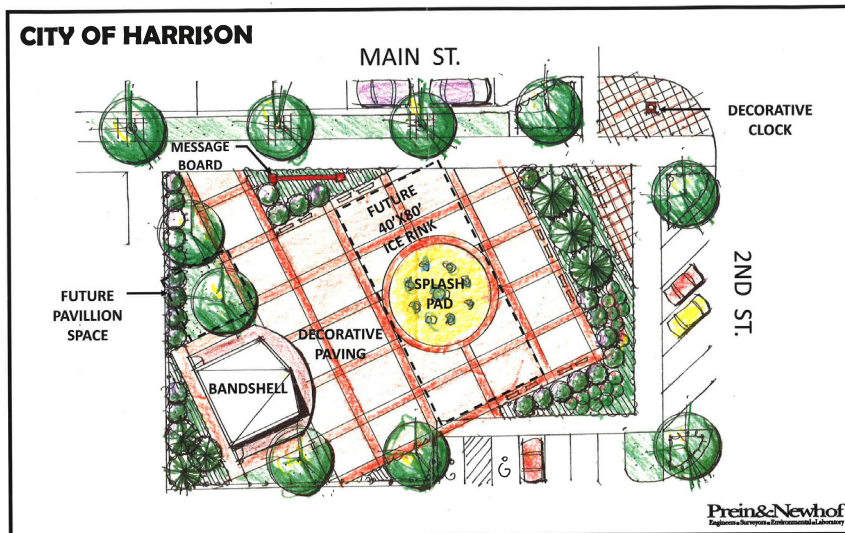 CITY OF HARRISON
MAIN ST.
DECORATIVE
CLOCK
MESSAGE
BOARD
FUTURE
40'X80'
ICE RINK
SPLASH
PAD
2ND ST.
FUTURE
PAVILLION
SPACE
DECORATIVE
PAVING
BANDSHELL
Prein&Newhof
Engineers Surveyors Environmental Laboratory